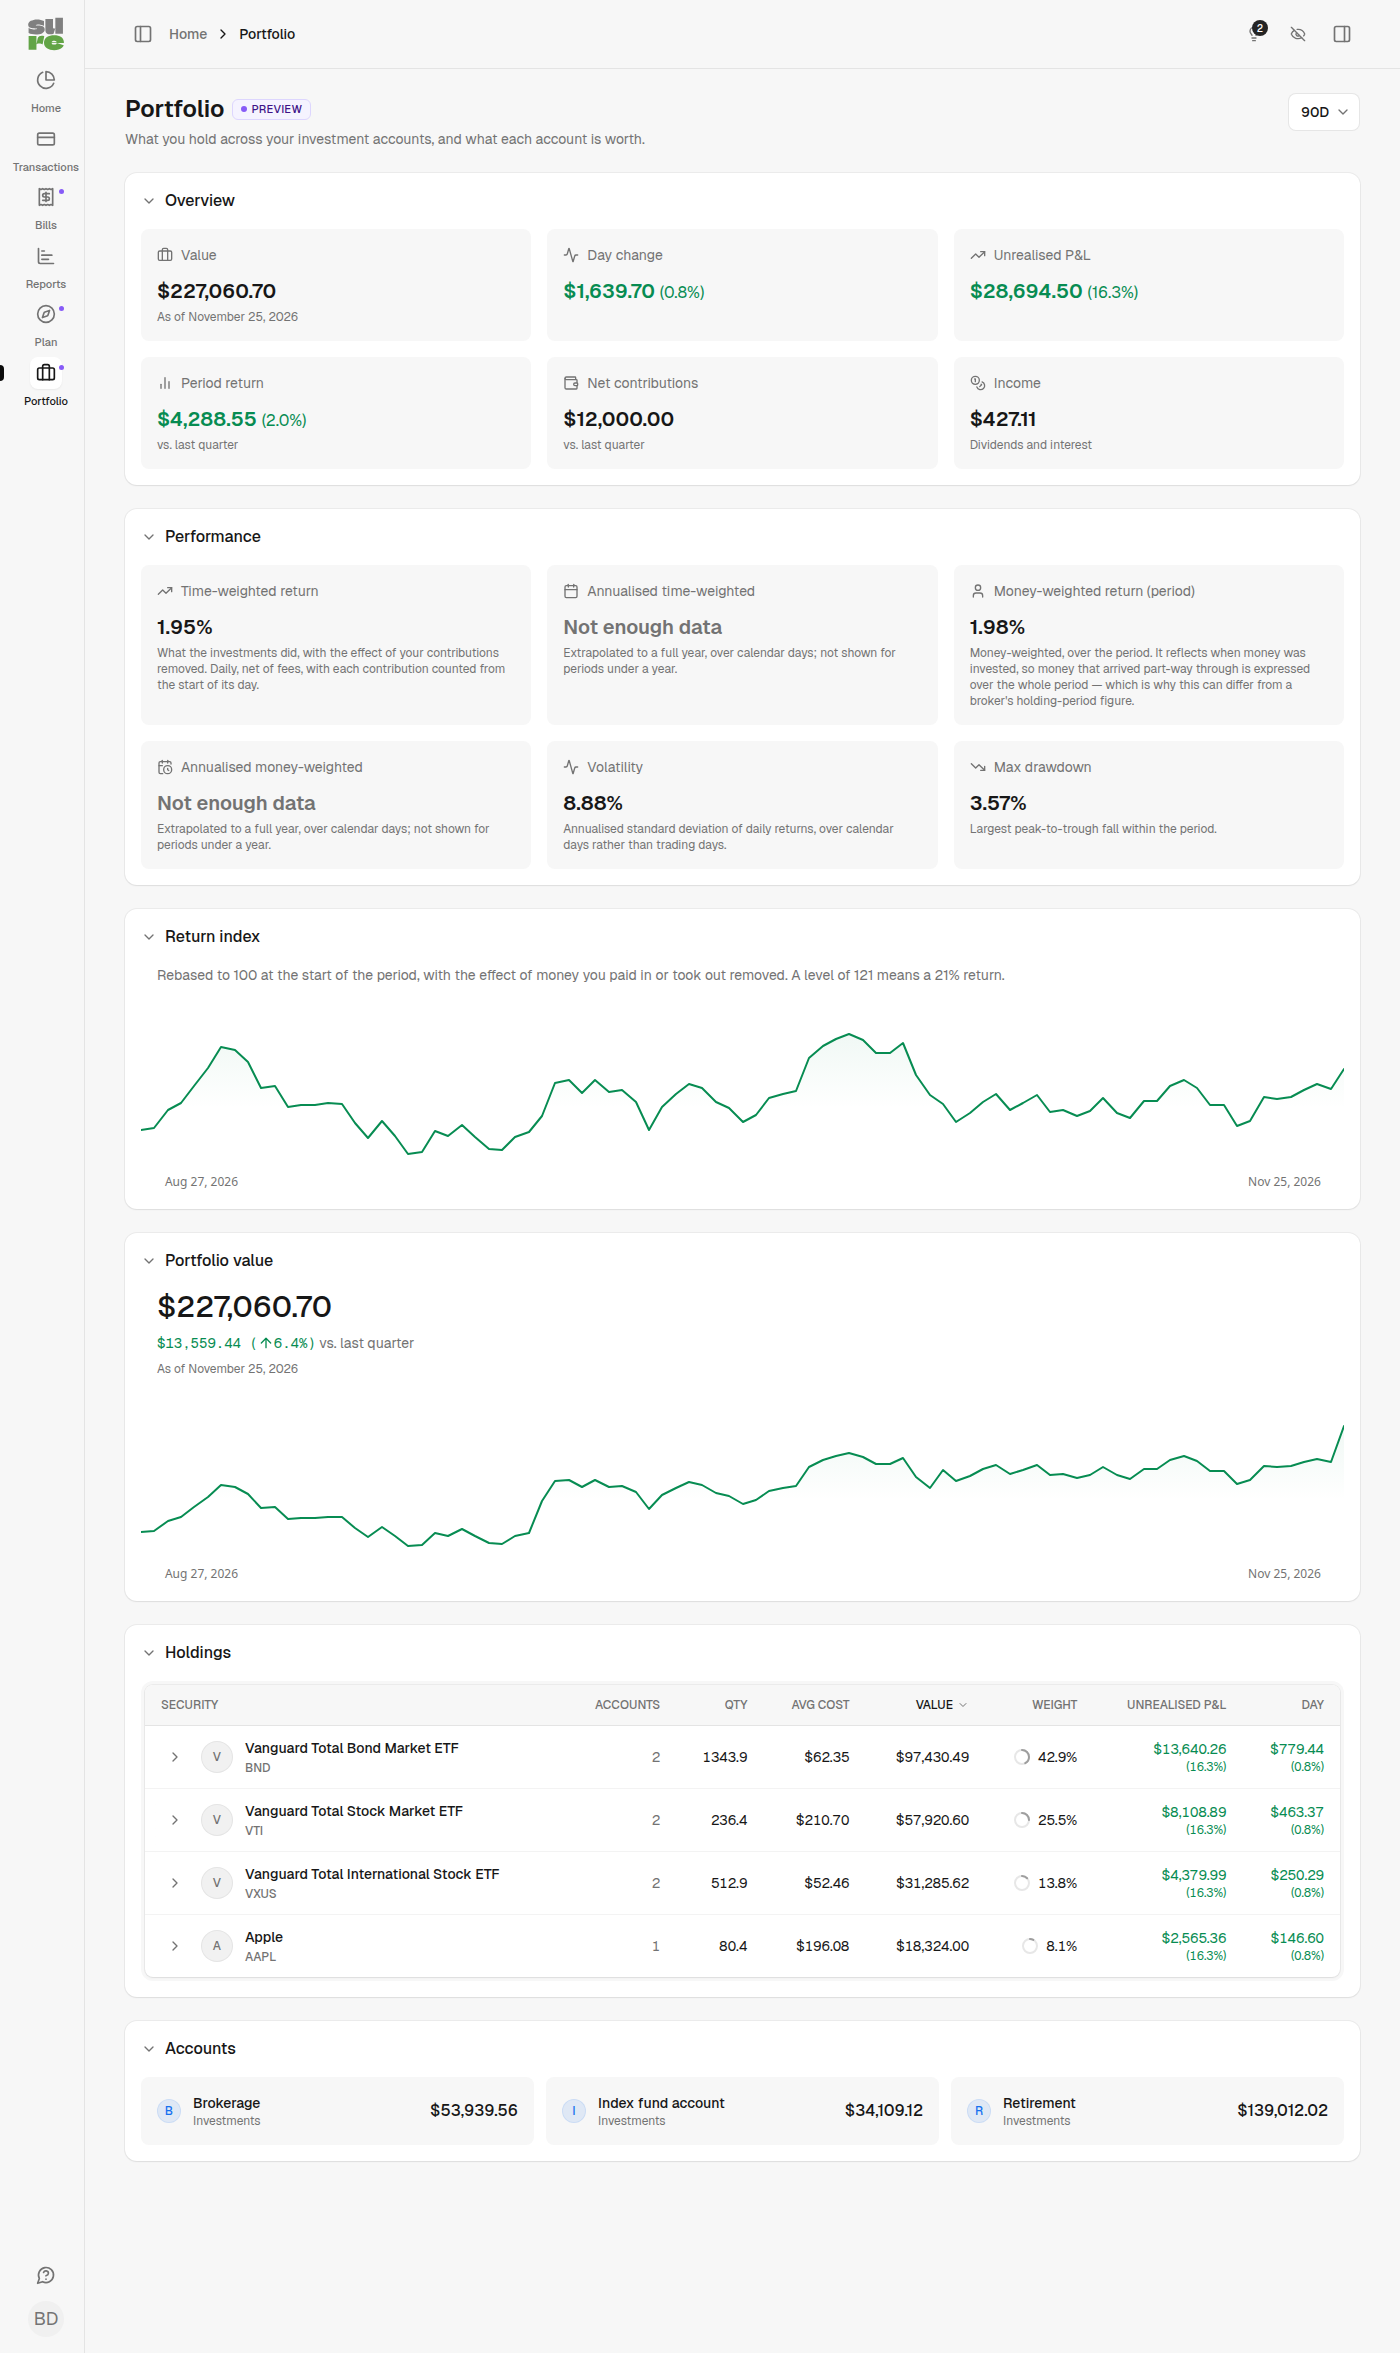 sure
Home
Portfolio
2
Home
Transactions
Bills
Reports
Plan
Portfolio
Portfolio
PREVIEW
90D
What you hold across your investment accounts, and what each account is worth.
Overview
Value
$227,060.70
As of November 25, 2026
Day change
$1,639.70 (0.8%)
Unrealised P&L
$28,694.50 (16.3%)
Period return
$4,288.55 (2.0%)
vs. last quarter
Net contributions
$12,000.00
vs. last quarter
Income
$427.11
Dividends and interest
Performance
Time-weighted return
1.95%
What the investments did, with the effect of your contributions
removed. Daily, net of fees, with each contribution counted from
the start of its day.
Annualised time-weighted
Not enough data
Extrapolated to a full year, over calendar days; not shown for
periods under a year.
Money-weighted return (period)
1.98%
Money-weighted, over the period. It reflects when money was
invested, so money that arrived part-way through is expressed
over the whole period — which is why this can differ from a
broker's holding-period figure.
Annualised money-weighted
Not enough data
Extrapolated to a full year, over calendar days; not shown for
periods under a year.
Volatility
8.88%
Annualised standard deviation of daily returns, over calendar
days rather than trading days.
Max drawdown
3.57%
Largest peak-to-trough fall within the period.
Return index
Rebased to 100 at the start of the period, with the effect of money you paid in or took out removed. A level of 121 means a 21% return.
Aug 27, 2026
Nov 25, 2026
Portfolio value
$227,060.70
$13,559.44 (↑6.4%) vs. last quarter
As of November 25, 2026
Aug 27, 2026
Nov 25, 2026
Holdings
SECURITY ACCOUNTS QTY AVG COST VALUE WEIGHT UNREALISED P&L DAY
Vanguard Total Bond Market ETF
BND
2 1343.9 $62.35 $97,430.49 42.9%
$13,640.26
(16.3%)
$779.44
(0.8%)
Vanguard Total Stock Market ETF
VTI
2 236.4 $210.70 $57,920.60 25.5%
$8,108.89
(16.3%)
$463.37
(0.8%)
Vanguard Total International Stock ETF
VXUS
2 512.9 $52.46 $31,285.62 13.8%
$4,379.99
(16.3%)
$250.29
(0.8%)
Apple
AAPL
1 80.4 $196.08 $18,324.00 8.1%
$2,565.36
(16.3%)
$146.60
(0.8%)
V
V
V
A
Accounts
B
Brokerage
Investments
$53,939.56
I
Index fund account
Investments
$34,109.12
R
Retirement
Investments
$139,012.02
BD